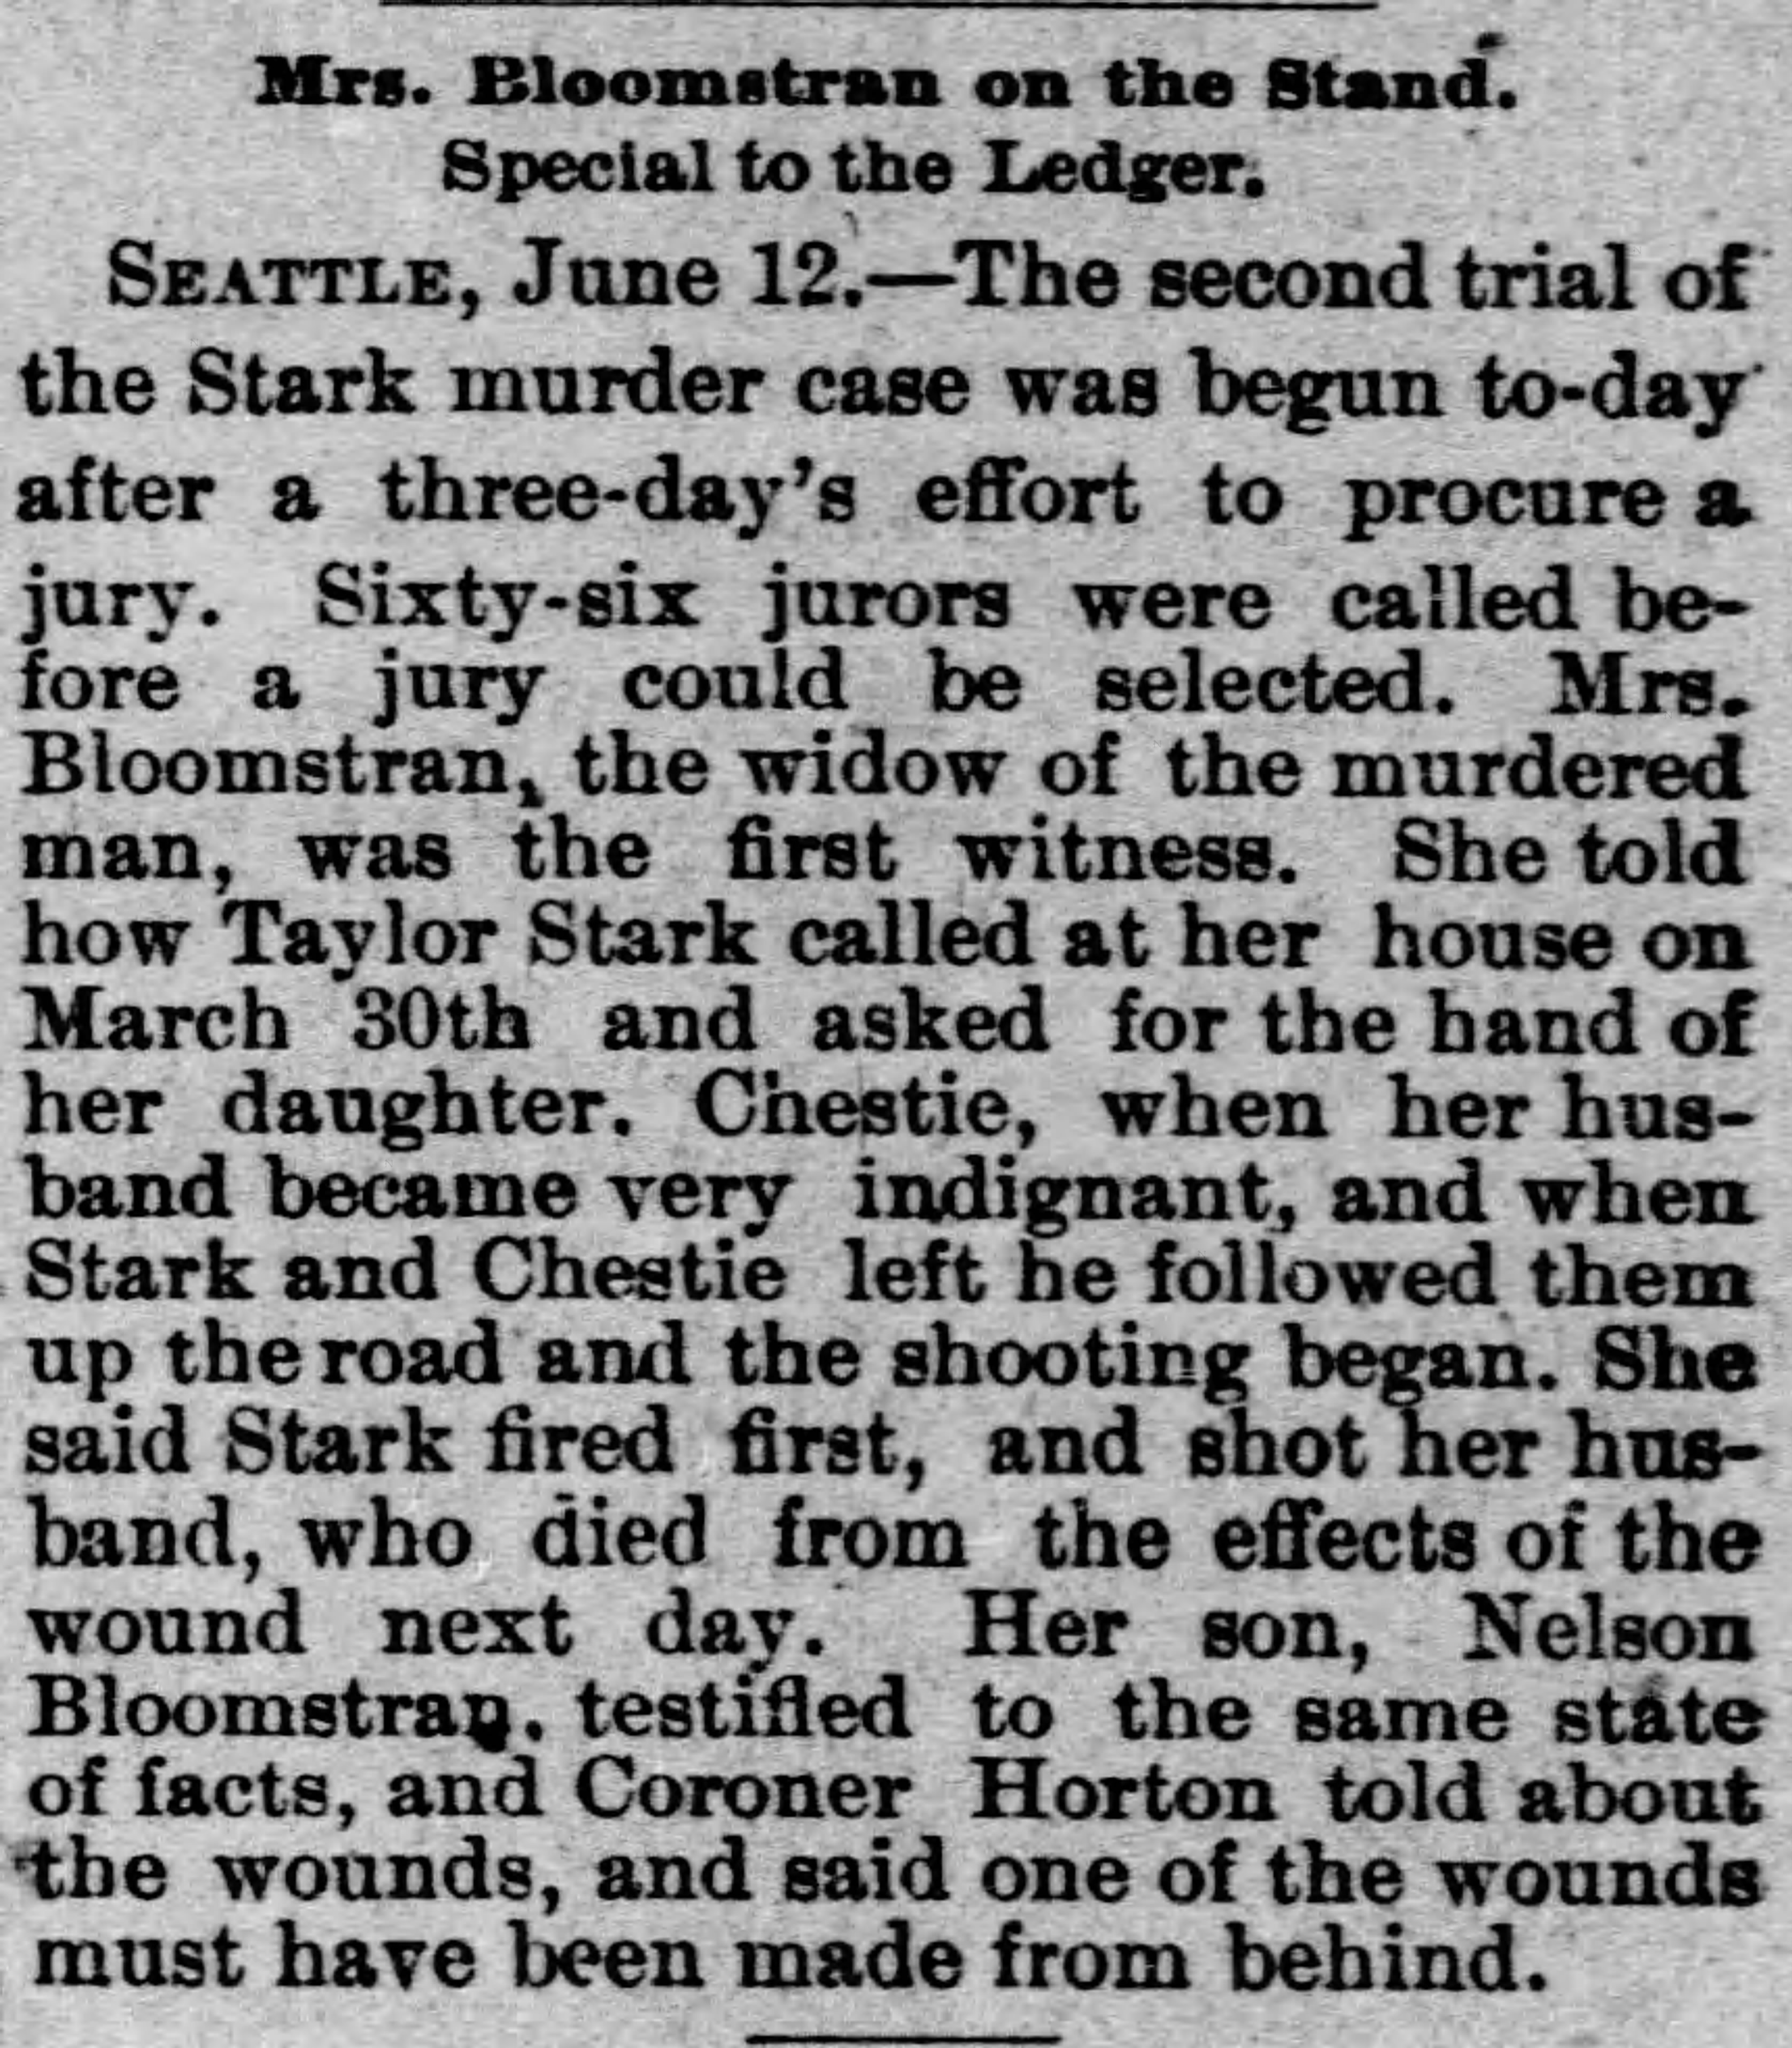 Mrs. Bloomstran on the Stand.
Special to the Ledger.
SEATTLE, June 12.—The second trial of
the Stark murder case was begun to-day
after a three-day's effort to procure a
jury. Sixty-six jurors were called be-
fore a jury could be selected. Mrs.
Bloomstran, the widow of the murdered
man, was the first witness. She told
how Taylor Stark called at her house on
March 30th and asked for the hand of
her daughter. Chestie, when her hus-
band became very indignant, and when
Stark and Chestie left he followed them
up the road and the shooting began. She
said Stark fired first, and shot her hus-
band, who died from the effects of the
wound next day. Her son, Nelson
Bloomstran. testified to the same state
of facts, and Coroner Horton told about
the wounds, and said one of the wounds
must have been made from behind.